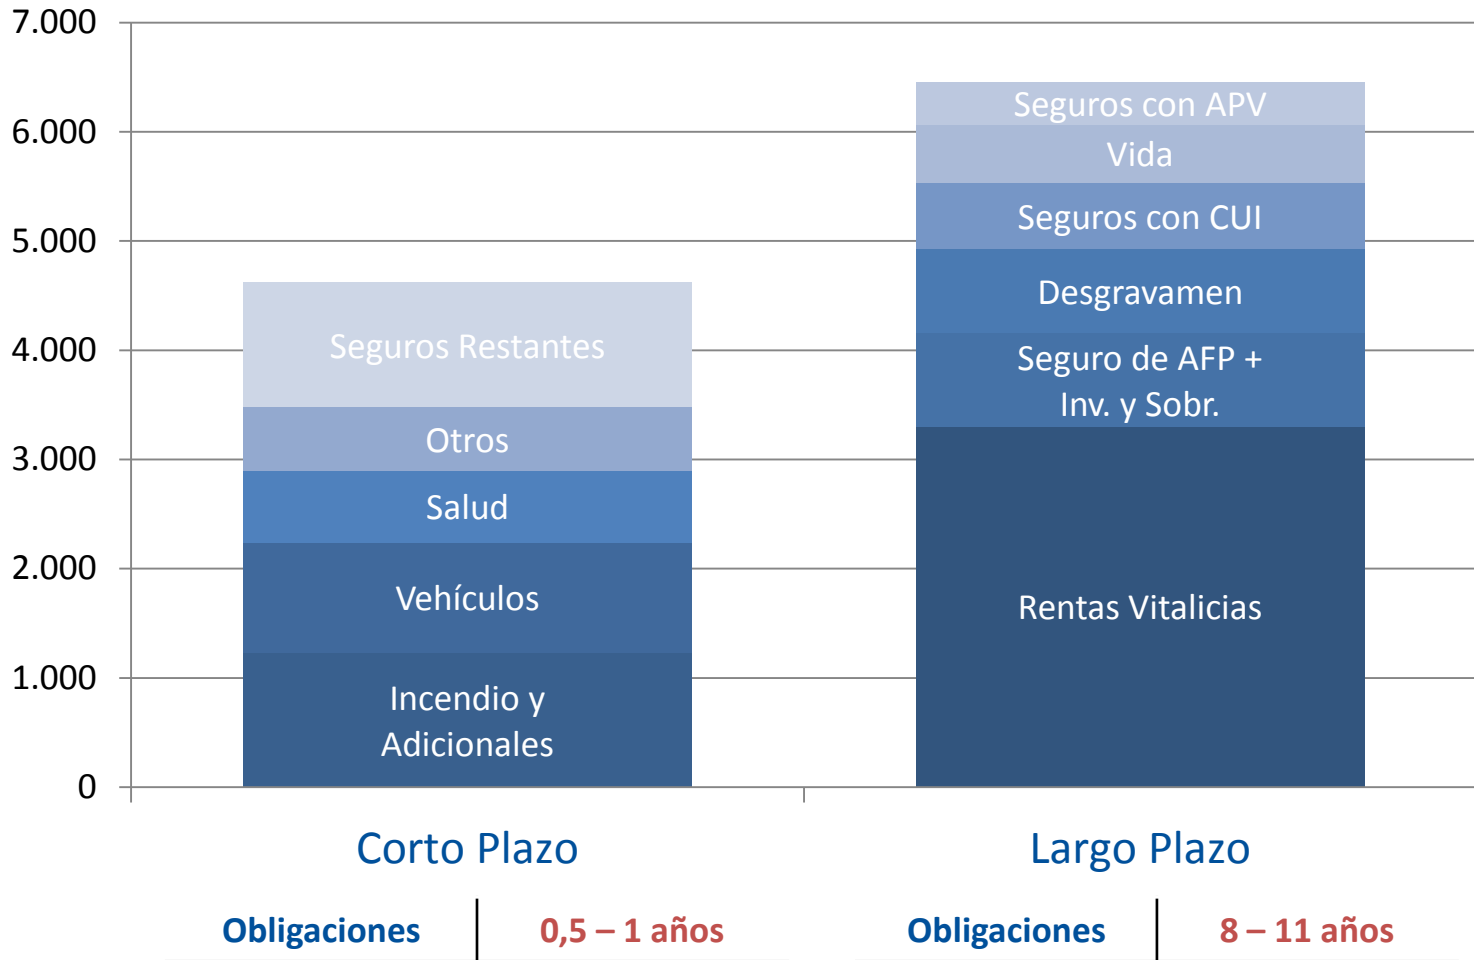 7.000
6.000
5.000
4.000
3.000
2.000
1.000
0
Seguros Restantes
Otros
Salud
Vehículos
Incendio y
Adicionales
Seguros con APV
Vida
Seguros con CUI
Desgravamen
Seguro de AFP +
Inv. y Sobr.
Rentas Vitalicias
Corto Plazo
Largo Plazo
Obligaciones 0,5 – 1 años
Obligaciones 8 – 11 años